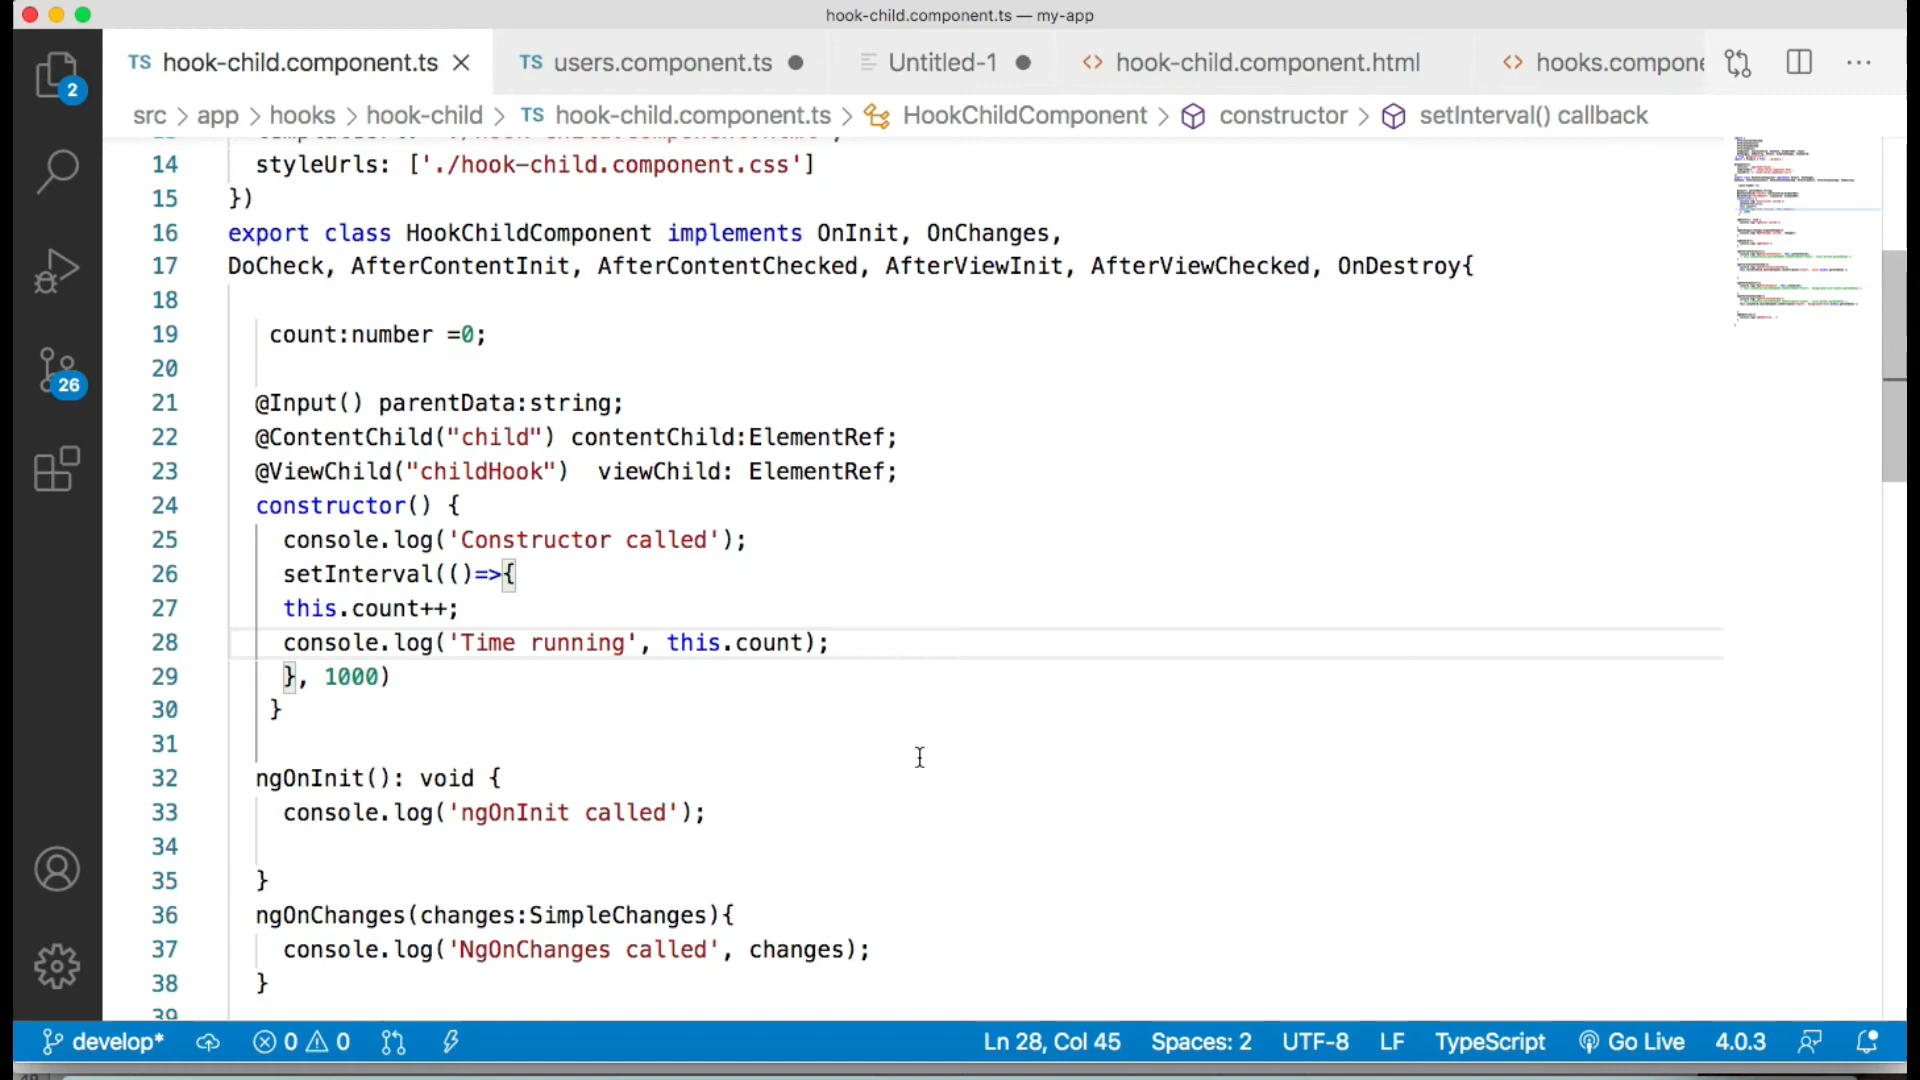 hook-child.component.ts — my-app
TS hook-child.component.ts
TS users.component.ts
Untitled-1
<> hook-child.component.html
<> hooks.compone
2
26
src > app > hooks > hook-child > TS hook-child.component.ts > HookChildComponent > constructor > setInterval() callback
14 styleUrls: ['./hook-child.component.css']
15 })
16 export class HookChildComponent implements OnInit, OnChanges,
17 DoCheck, AfterContentInit, AfterContentChecked, AfterViewInit, AfterViewChecked, OnDestroy{
18
19 count:number =0;
20
21 @Input() parentData:string;
22 @ContentChild("child") contentChild:ElementRef;
23 @ViewChild("childHook")  viewChild: ElementRef;
24 constructor() {
25 console.log('Constructor called');
26 setInterval(()=>{
27 this.count++;
28 console.log('Time running', this.count);
29 }, 1000)
30 }
31
32 ngOnInit(): void {
33 console.log('ngOnInit called');
34
35 }
36 ngOnChanges(changes:SimpleChanges){
37 console.log('NgOnChanges called', changes);
38 }
39
develop* 0 0 Ln 28, Col 45 Spaces: 2 UTF-8 LF TypeScript Go Live 4.0.3